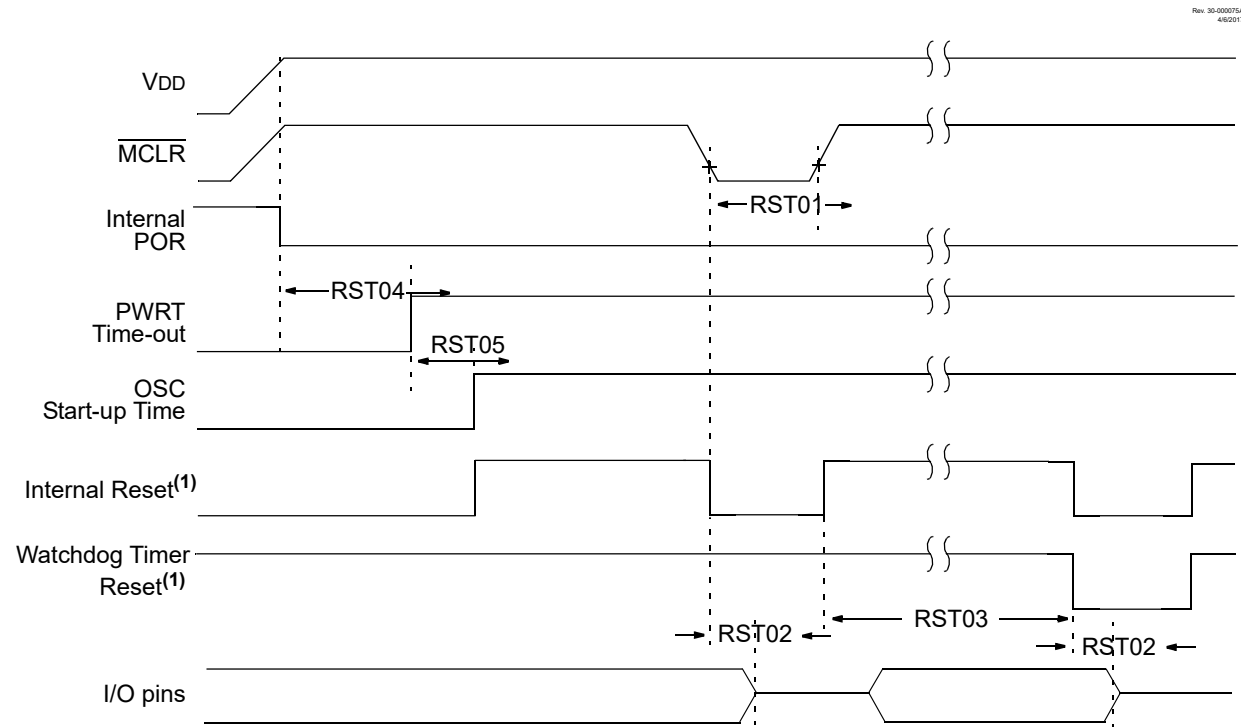 Rev. 30-000075A
4/6/2017
VDD
MCLR
RST01
Internal
POR
RST04
PWRT
Time-out
RST05
OSC
Start-up Time
Internal Reset(1)
Watchdog Timer
Reset(1)
RST03
RST02
RST02
I/O pins